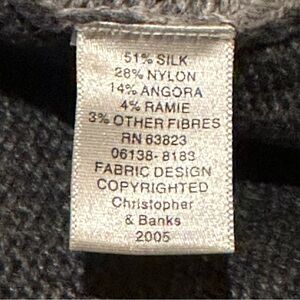 51% SILK
28% NYLON
14% ANGORA
4% RAMIE
3% OTHER FIBRES
RN 63823
06138- 8183
FABRIC DESIGN
COPYRIGHTED
Christopher
& Banks
2005